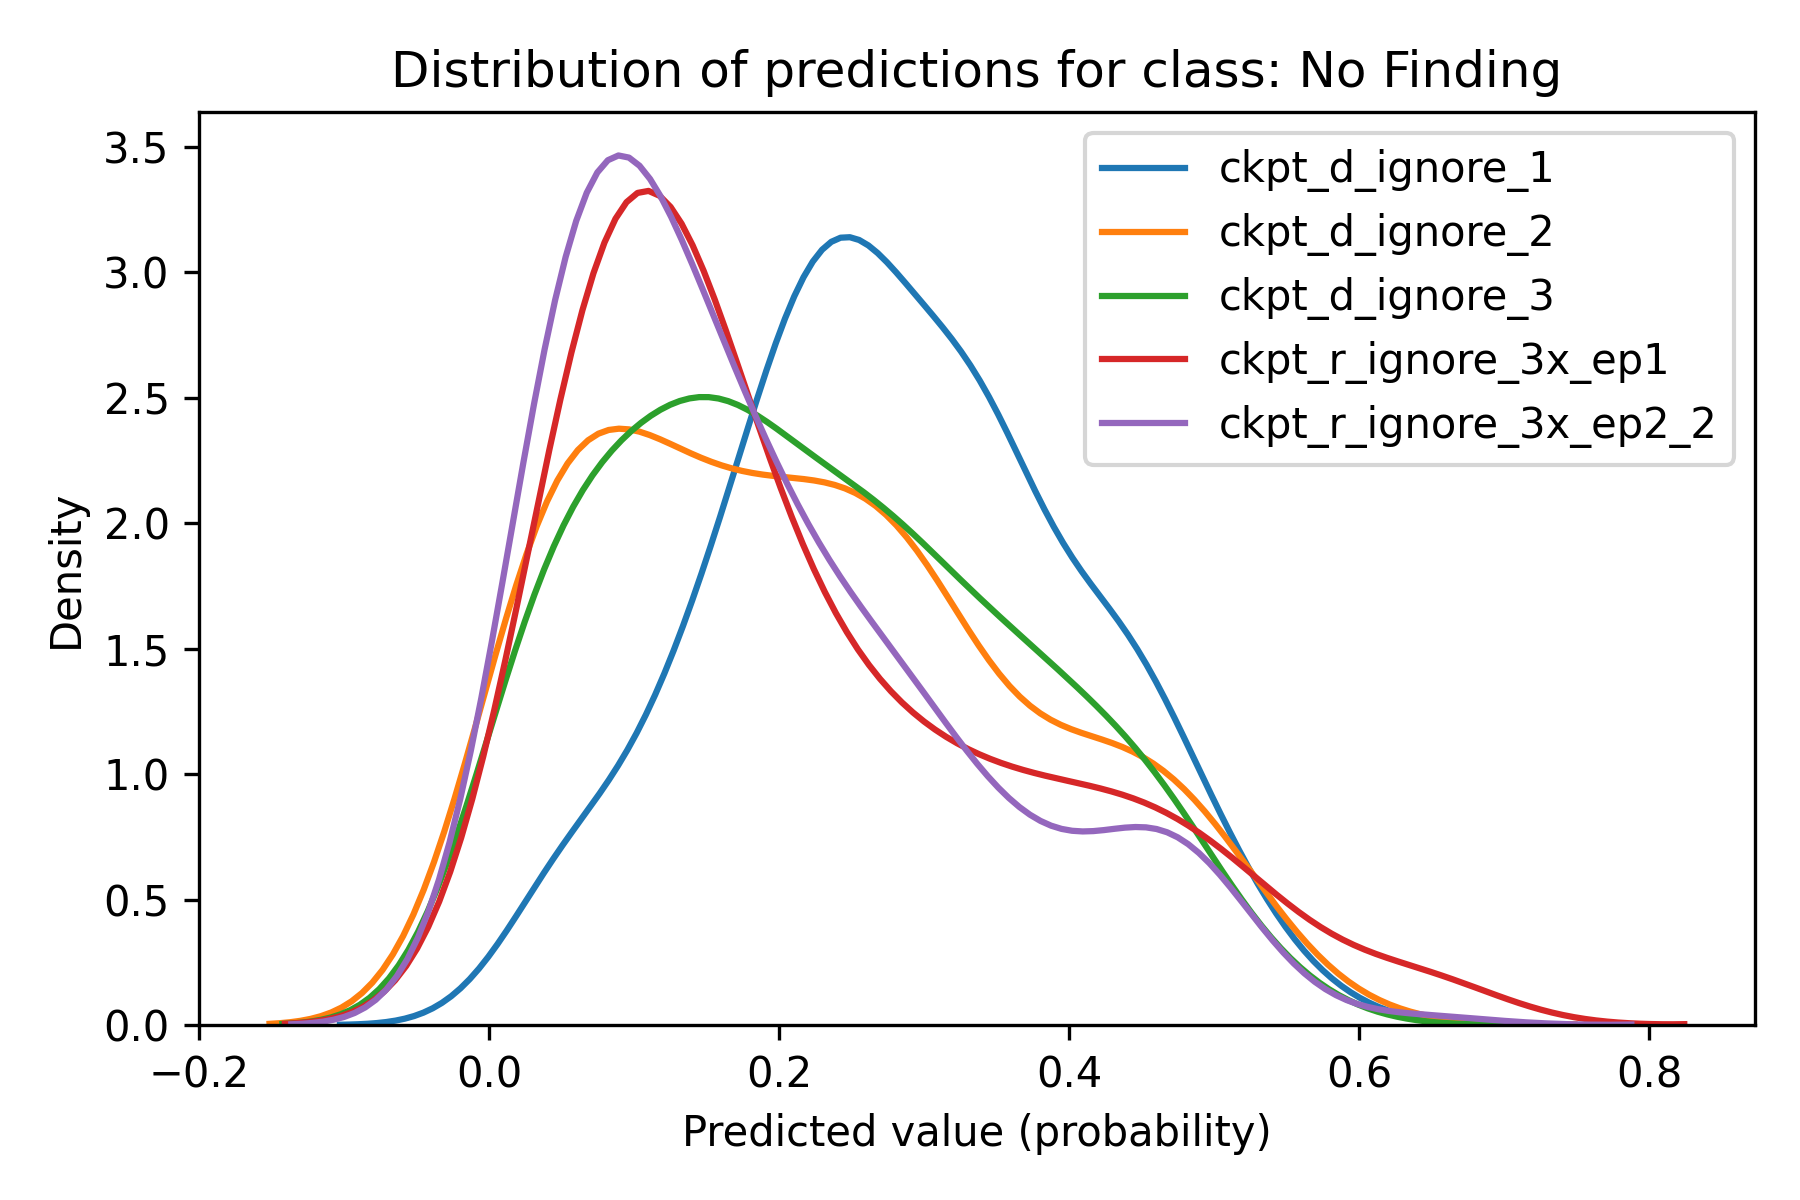 Distribution of predictions for class: No Finding
ckpt_d_ignore_1
ckpt_d_ignore_2
ckpt_d_ignore_3
ckpt_r_ignore_3x_ep1
ckpt_r_ignore_3x_ep2_2
Density
3.5
3.0
2.5
2.0
1.5
1.0
0.5
0.0
−0.2 0.0 0.2 0.4 0.6 0.8
Predicted value (probability)